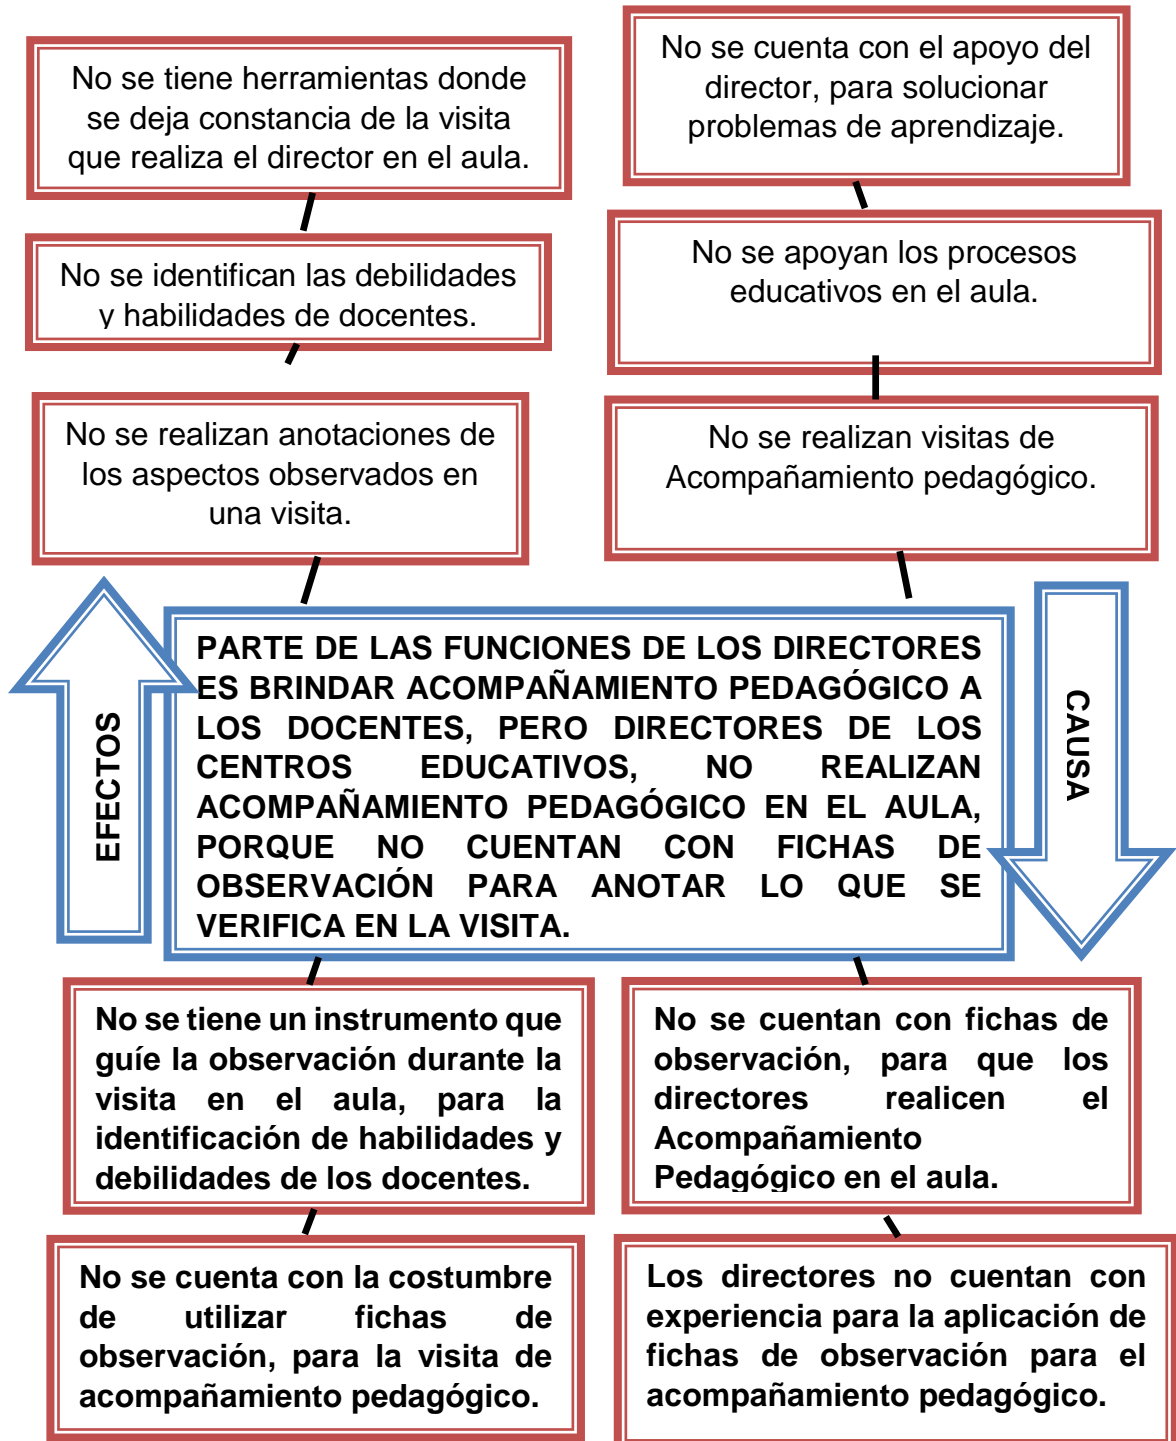 No se tiene herramientas donde
se deja constancia de la visita
que realiza el director en el aula.
No se cuenta con el apoyo del
director, para solucionar
problemas de aprendizaje.
No se identifican las debilidades
y habilidades de docentes.
No se apoyan los procesos
educativos en el aula.
No se realizan anotaciones de
los aspectos observados en
una visita.
No se realizan visitas de
Acompañamiento pedagógico.
EFECTOS
PARTE DE LAS FUNCIONES DE LOS DIRECTORES
ES BRINDAR ACOMPAÑAMIENTO PEDAGÓGICO A
LOS DOCENTES, PERO DIRECTORES DE LOS
CENTROS EDUCATIVOS, NO REALIZAN
ACOMPAÑAMIENTO PEDAGÓGICO EN EL AULA,
PORQUE NO CUENTAN CON FICHAS DE
OBSERVACIÓN PARA ANOTAR LO QUE SE
VERIFICA EN LA VISITA.
CAUSA
No se tiene un instrumento que
guíe la observación durante la
visita en el aula, para la
identificación de habilidades y
debilidades de los docentes.
No se cuentan con fichas de
observación, para que los
directores realicen el
Acompañamiento
Pedagógico en el aula.
No se cuenta con la costumbre
de utilizar fichas de
observación, para la visita de
acompañamiento pedagógico.
Los directores no cuentan con
experiencia para la aplicación de
fichas de observación para el
acompañamiento pedagógico.